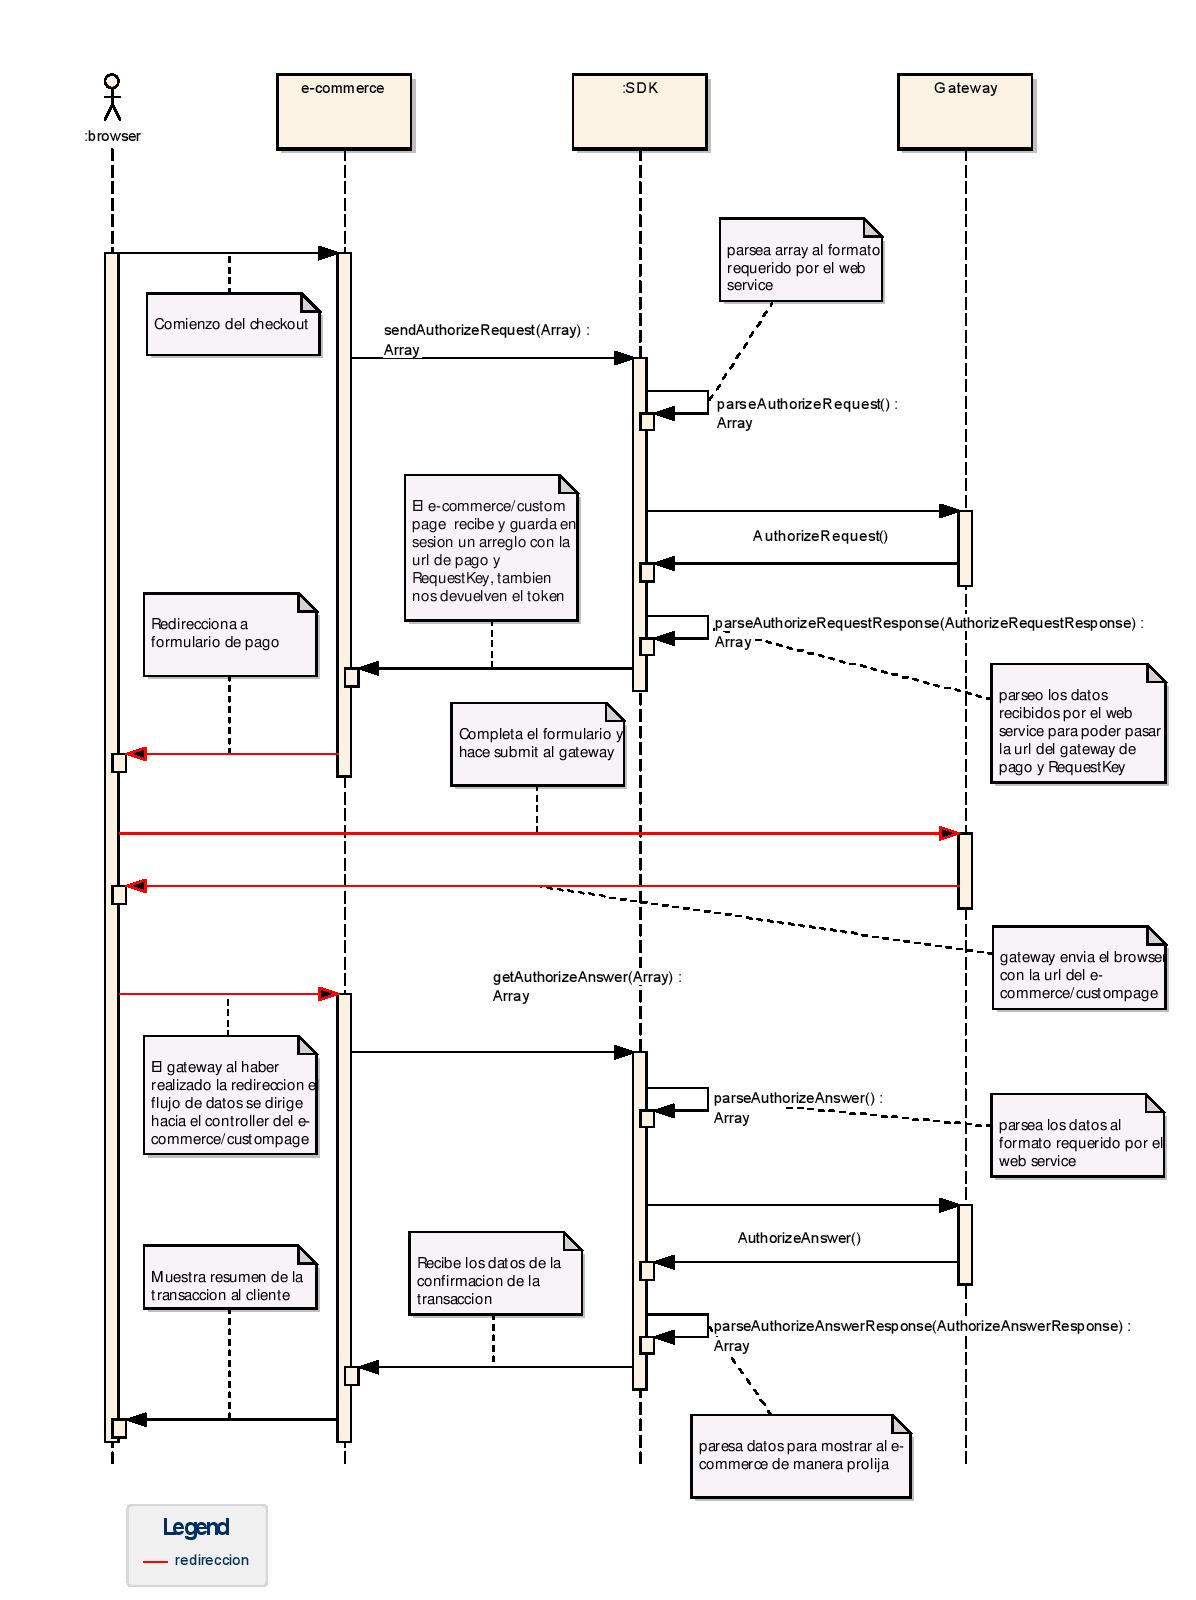 :browser
e-commerce
:SDK
Gateway
parsea array al formato
requerido por el web
service
Comienzo del checkout
sendAuthorizeRequest(Array) :
Array
parseAuthorizeRequest() :
Array
El e-commerce/custom
page recibe y guarda en
sesion un arreglo con la
url de pago y
RequestKey, tambien
nos devuelven el token
AuthorizeRequest()
Redirecciona a
formulario de pago
parseAuthorizeRequestResponse(AuthorizeRequestResponse) :
Array
parseo los datos
recibidos por el web
service para poder pasar
la url del gateway de
pago y RequestKey
Completa el formulario y
hace submit al gateway
gateway envia el browser
con la url del e-
commerce/custompage
getAuthorizeAnswer(Array) :
Array
El gateway al haber
realizado la redireccion e
flujo de datos se dirige
hacia el controller del e-
commerce/custompage
parseAuthorizeAnswer() :
Array
parsea los datos al
formato requerido por el
web service
AuthorizeAnswer()
Recibe los datos de la
confirmacion de la
transaccion
Muestra resumen de la
transaccion al cliente
parseAuthorizeAnswerResponse(AuthorizeAnswerResponse) :
Array
paresa datos para mostrar al e-
commerce de manera prolija
Legend
redireccion